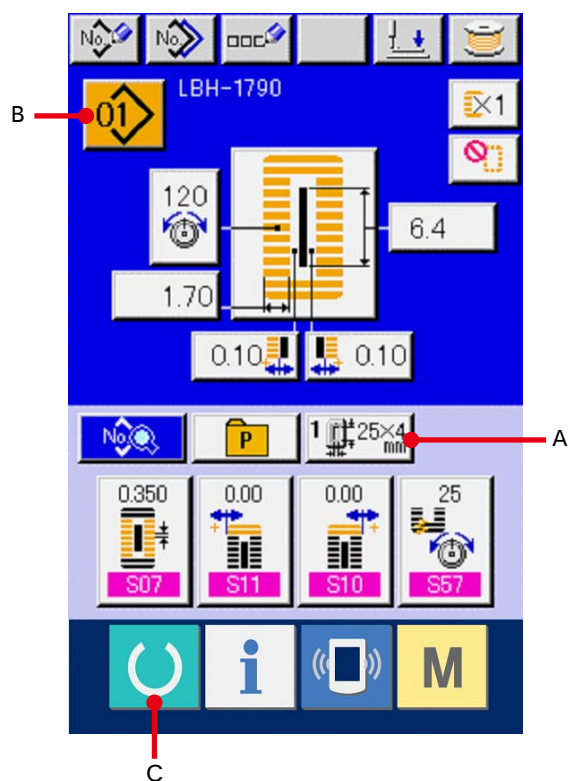 No.
No.
B
01
LBH-1790
×1
120
6.4
1.70
0.10
0.10
No.
P
1
25×4
mm
A
0.350
0.00
0.00
25
S07
S11
S10
S57
i
M
C